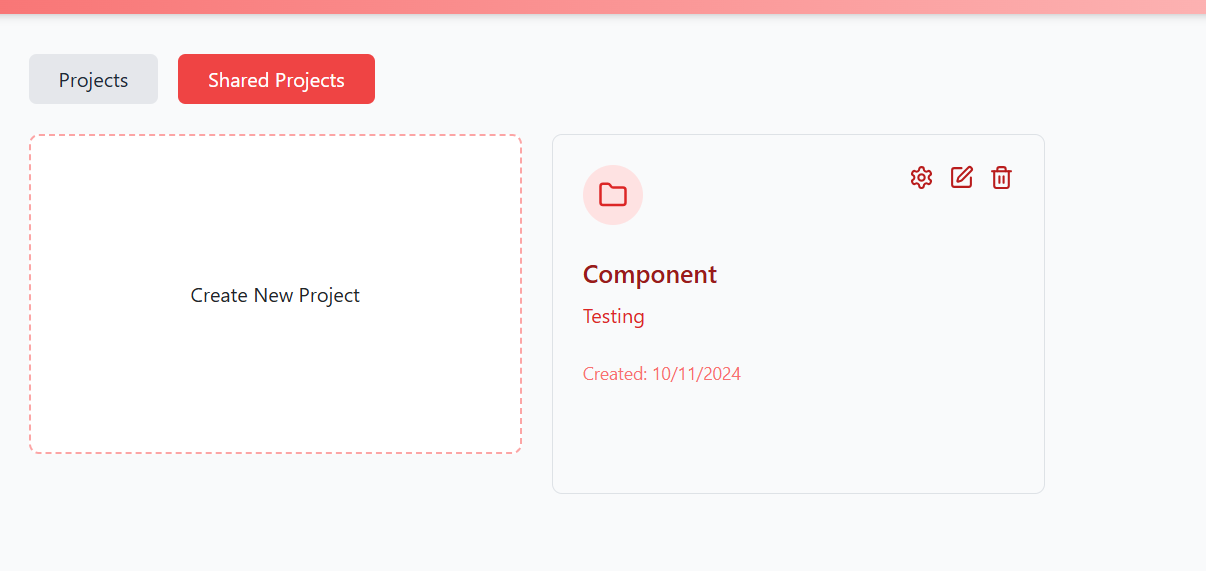 Projects
Shared Projects
Create New Project
Component
Testing
Created: 10/11/2024